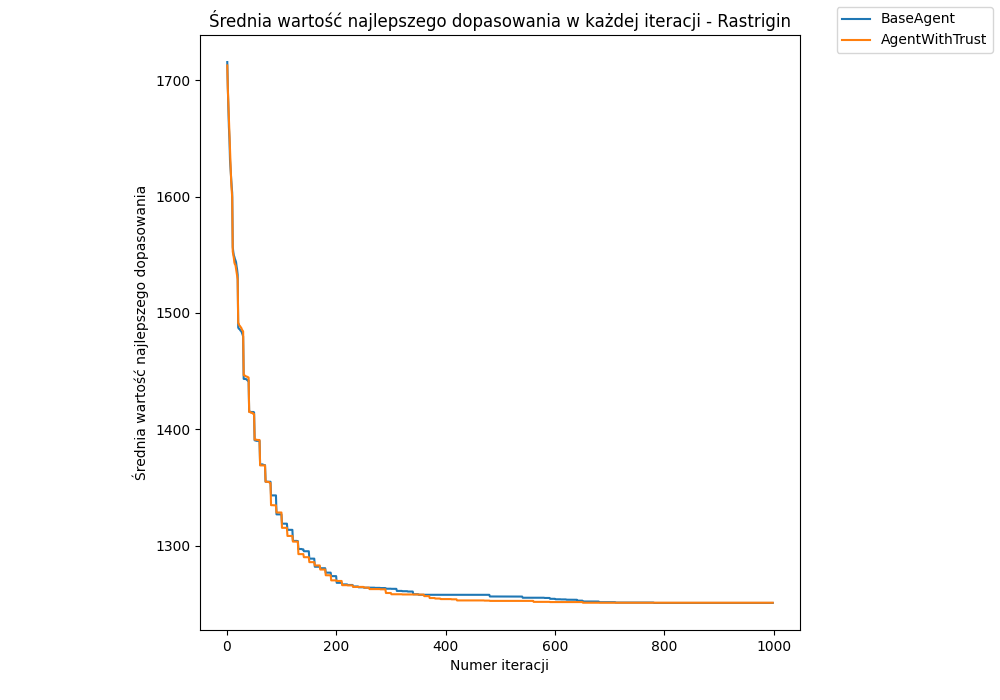 Średnia wartość najlepszego dopasowania w każdej iteracji - Rastrigin
BaseAgent
AgentWithTrust
Średnia wartość najlepszego dopasowania
1700
1600
1500
1400
1300
0 200 400 600 800 1000
Numer iteracji